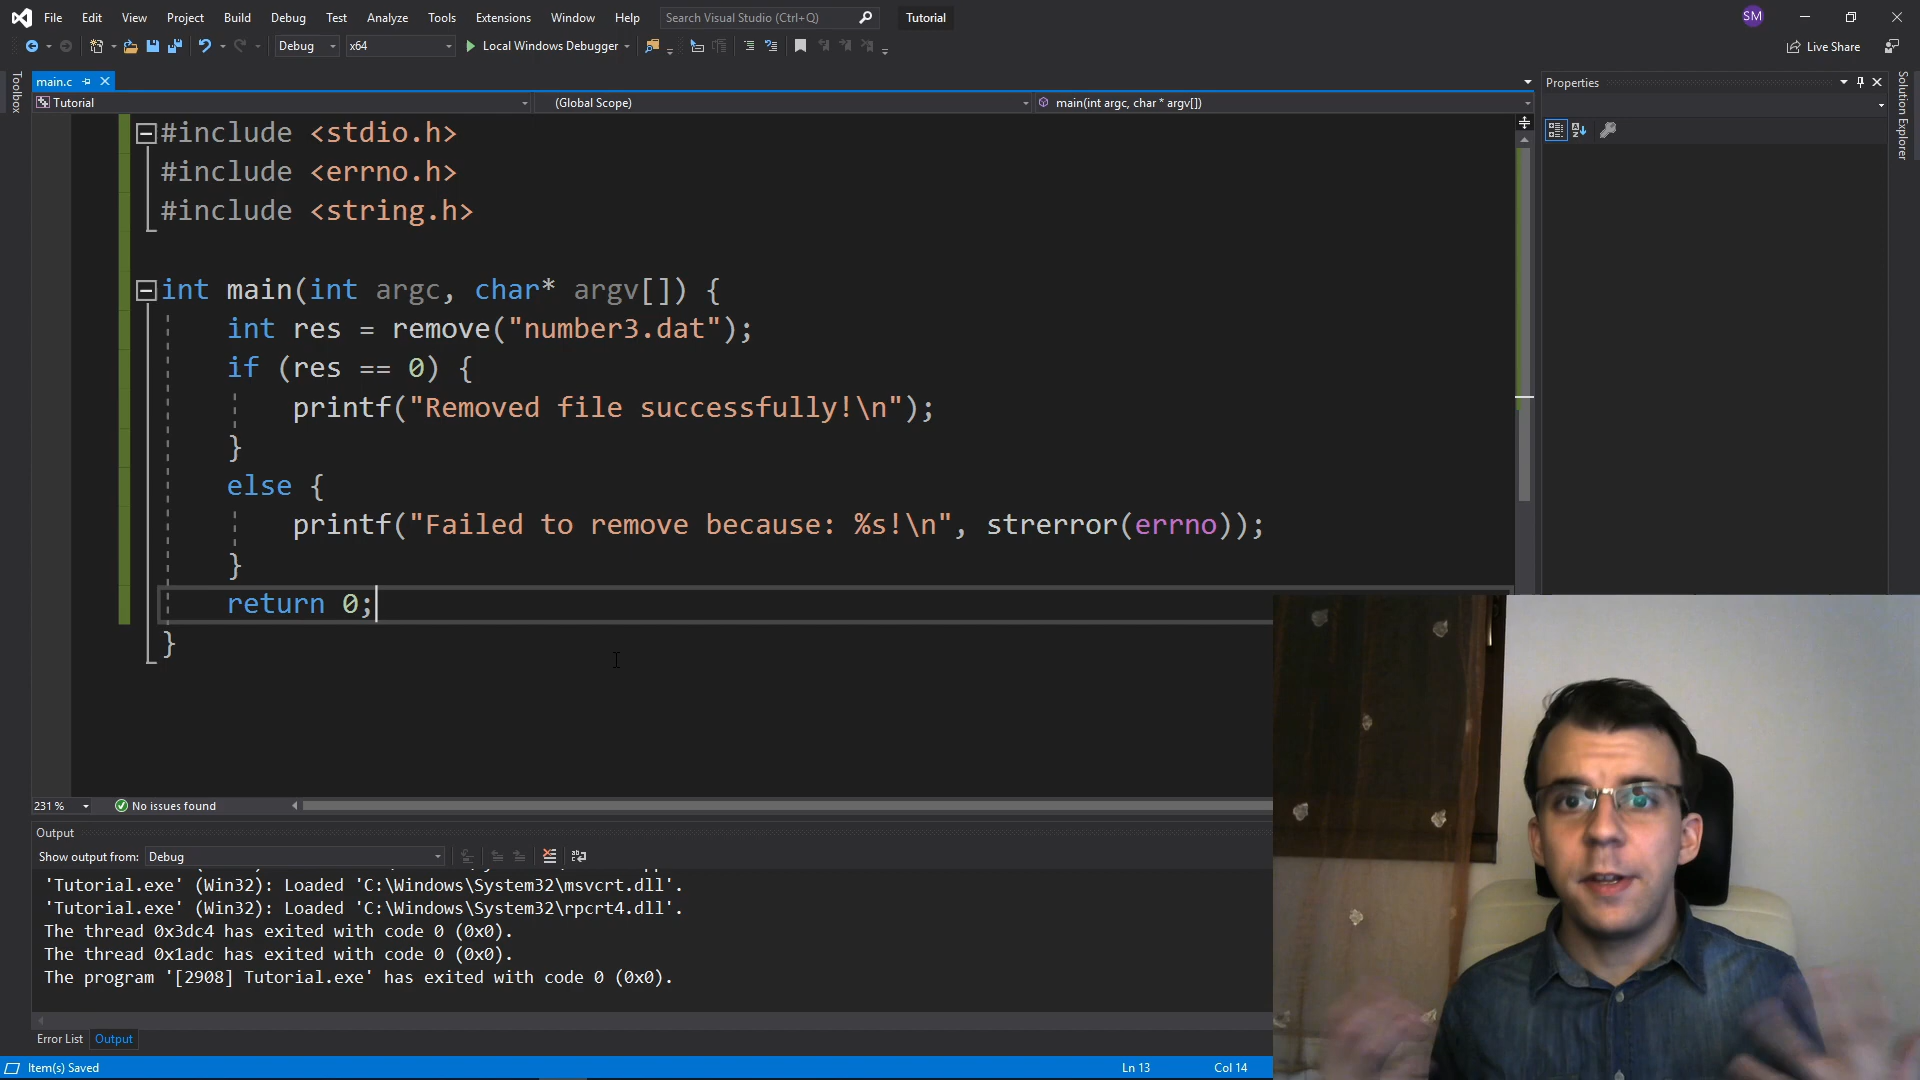 File Edit View Project Build Debug Test Analyze Tools Extensions Window Help Search Visual Studio (Ctrl+Q) Tutorial SM
Debug x64 Local Windows Debugger Live Share
Toolbox
main.c
Properties
Solution Explorer
Tutorial (Global Scope) main(int argc, char * argv[])
#include <stdio.h>
#include <errno.h>
#include <string.h>
int main(int argc, char* argv[]) {
int res = remove("number3.dat");
if (res == 0) {
printf("Removed file successfully!\n");
}
else {
printf("Failed to remove because: %s!\n", strerror(errno));
}
return 0;
}
231 % No issues found
Output
Show output from: Debug
'Tutorial.exe' (Win32): Loaded 'C:\Windows\System32\msvcrt.dll'.
'Tutorial.exe' (Win32): Loaded 'C:\Windows\System32\rpcrt4.dll'.
The thread 0x3dc4 has exited with code 0 (0x0).
The thread 0x1adc has exited with code 0 (0x0).
The program '[2908] Tutorial.exe' has exited with code 0 (0x0).
Error List Output
Item(s) Saved Ln 13 Col 14